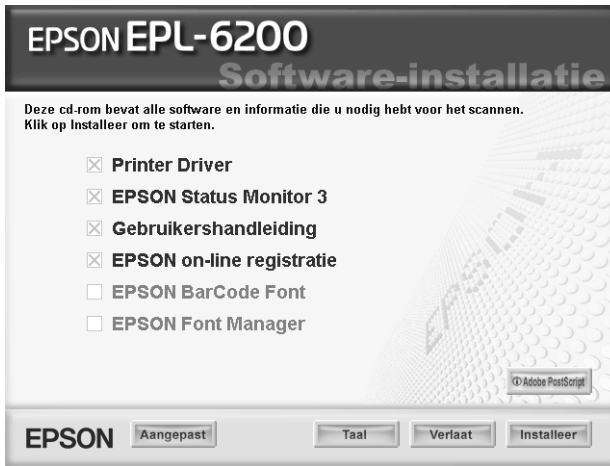 EPSON EPL-6200
Software-installatie
Deze cd-rom bevat alle software en informatie die u nodig hebt voor het scannen.
Klik op Installeer om te starten.
Printer Driver
EPSON Status Monitor 3
Gebruikershandleiding
EPSON on-line registratie
EPSON BarCode Font
EPSON Font Manager
EPSON
Adobe PostScript
EPSON
Aangepast
Taal
Verlaat
Installeer